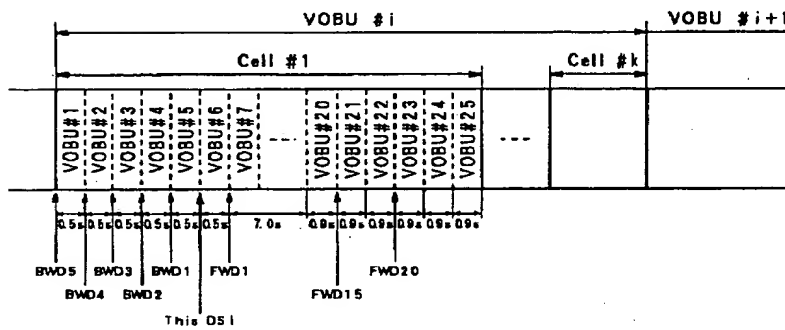 VOBU #i VOBU #i+1
Cell #1 Cell #k
VOBU#1 VOBU#2 VOBU#3 VOBU#4 VOBU#5 VOBU#6 VOBU#7 ---- VOBU#20 VOBU#21 VOBU#22 VOBU#23 VOBU#24 VOBU#25 ----
0.5s 0.5s 0.5s 0.5s 0.5s 0.5s 7.0s 0.9s 0.9s 0.9s 0.9s 0.9s 0.9s
BWD5 BWD3 BWD1 FWD1 FWD20
BWD4 BWD2 FWD15
This DSI